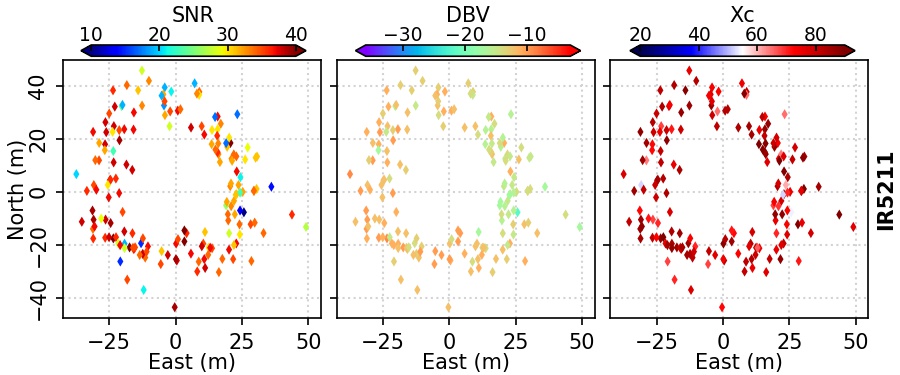 SNR DBV Xc
10 20 30 40 −30 −20 −10 20 40 60 80
40
20
0
−20
−40
North (m)
−25 0 25 50 −25 0 25 50 −25 0 25 50
East (m) East (m) East (m)
IR5211